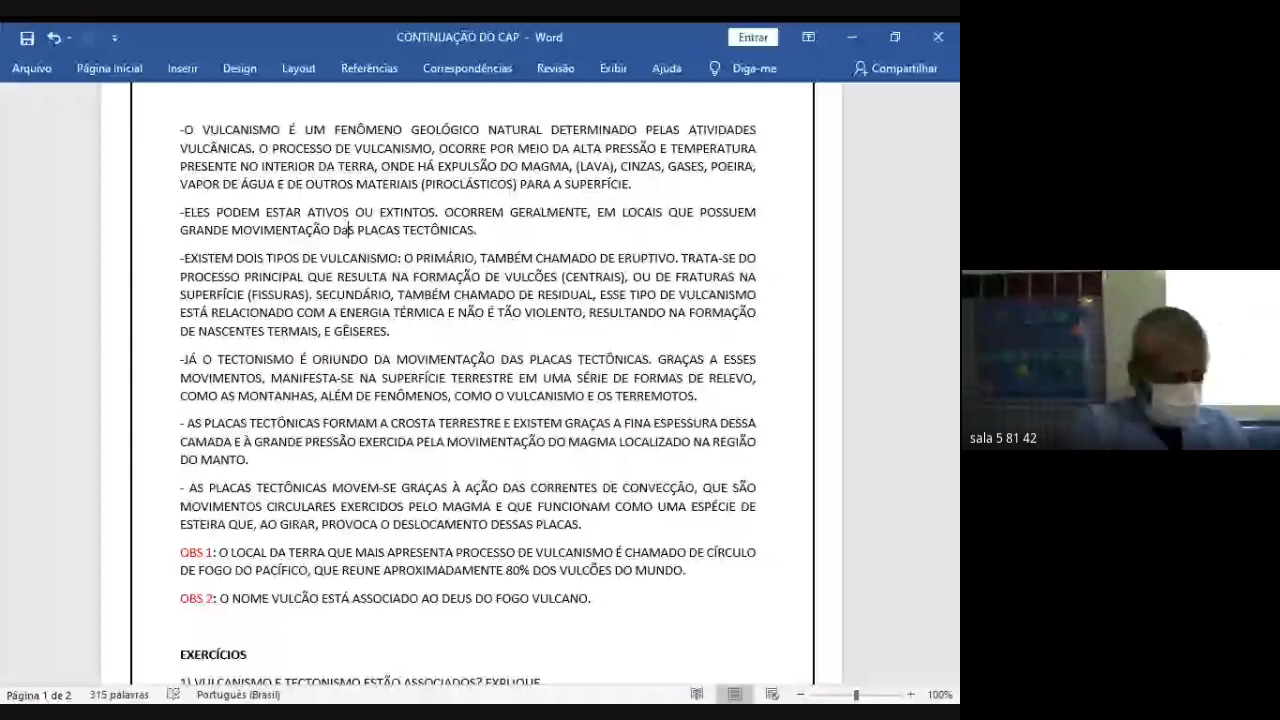 CONTINUAÇÃO DO CAP - Word
Entrar
Arquivo Página Inicial Inserir Design Layout Referências Correspondências Revisão Exibir Ajuda Diga-me Compartilhar
-O VULCANISMO É UM FENÔMENO GEOLÓGICO NATURAL DETERMINADO PELAS ATIVIDADES
VULCÂNICAS. O PROCESSO DE VULCANISMO, OCORRE POR MEIO DA ALTA PRESSÃO E TEMPERATURA
PRESENTE NO INTERIOR DA TERRA, ONDE HÁ EXPULSÃO DO MAGMA, (LAVA), CINZAS, GASES, POEIRA,
VAPOR DE ÁGUA E DE OUTROS MATERIAIS (PIROCLÁSTICOS) PARA A SUPERFÍCIE.
-ELES PODEM ESTAR ATIVOS OU EXTINTOS. OCORREM GERALMENTE, EM LOCAIS QUE POSSUEM
GRANDE MOVIMENTAÇÃO DaS PLACAS TECTÔNICAS.
-EXISTEM DOIS TIPOS DE VULCANISMO: O PRIMÁRIO, TAMBÉM CHAMADO DE ERUPTIVO. TRATA-SE DO
PROCESSO PRINCIPAL QUE RESULTA NA FORMAÇÃO DE VULCÕES (CENTRAIS), OU DE FRATURAS NA
SUPERFÍCIE (FISSURAS). SECUNDÁRIO, TAMBÉM CHAMADO DE RESIDUAL, ESSE TIPO DE VULCANISMO
ESTÁ RELACIONADO COM A ENERGIA TÉRMICA E NÃO É TÃO VIOLENTO, RESULTANDO NA FORMAÇÃO
DE NASCENTES TERMAIS, E GÊISERES.
-JÁ O TECTONISMO É ORIUNDO DA MOVIMENTAÇÃO DAS PLACAS TECTÔNICAS. GRAÇAS A ESSES
MOVIMENTOS, MANIFESTA-SE NA SUPERFÍCIE TERRESTRE EM UMA SÉRIE DE FORMAS DE RELEVO,
COMO AS MONTANHAS, ALÉM DE FENÔMENOS, COMO O VULCANISMO E OS TERREMOTOS.
- AS PLACAS TECTÔNICAS FORMAM A CROSTA TERRESTRE E EXISTEM GRAÇAS A FINA ESPESSURA DESSA
CAMADA E À GRANDE PRESSÃO EXERCIDA PELA MOVIMENTAÇÃO DO MAGMA LOCALIZADO NA REGIÃO
DO MANTO.
- AS PLACAS TECTÔNICAS MOVEM-SE GRAÇAS À AÇÃO DAS CORRENTES DE CONVECÇÃO, QUE SÃO
MOVIMENTOS CIRCULARES EXERCIDOS PELO MAGMA E QUE FUNCIONAM COMO UMA ESPÉCIE DE
ESTEIRA QUE, AO GIRAR, PROVOCA O DESLOCAMENTO DESSAS PLACAS.
OBS 1: O LOCAL DA TERRA QUE MAIS APRESENTA PROCESSO DE VULCANISMO É CHAMADO DE CÍRCULO
DE FOGO DO PACÍFICO, QUE REUNE APROXIMADAMENTE 80% DOS VULCÕES DO MUNDO.
OBS 2: O NOME VULCÃO ESTÁ ASSOCIADO AO DEUS DO FOGO VULCANO.
EXERCÍCIOS
1) VULCANISMO E TECTONISMO ESTÃO ASSOCIADOS? EXPLIQUE
Página 1 de 2 315 palavras Português (Brasil) 100%
sala 5 81 42